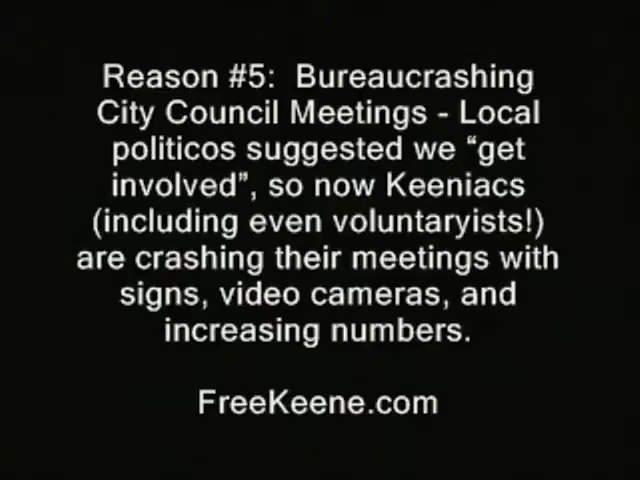 Reason #5:  Bureaucrashing
City Council Meetings - Local
politicos suggested we “get
involved”, so now Keeniacs
(including even voluntaryists!)
are crashing their meetings with
signs, video cameras, and
increasing numbers.
FreeKeene.com